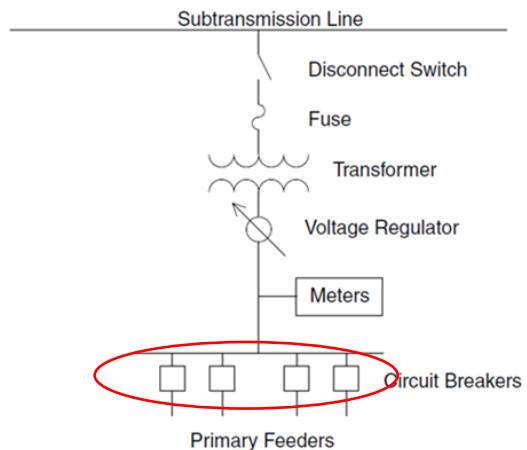 Subtransmission Line
Disconnect Switch
Fuse
Transformer
Voltage Regulator
Meters
Circuit Breakers
Primary Feeders